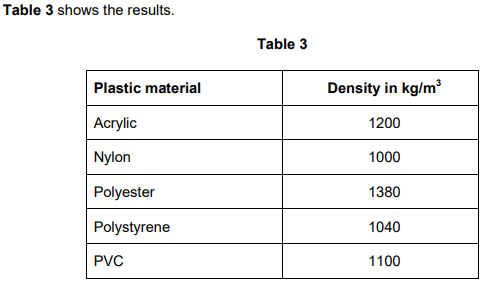 Table 3 shows the results.
Table 3
Plastic material Density in kg/m³
Acrylic 1200
Nylon 1000
Polyester 1380
Polystyrene 1040
PVC 1100